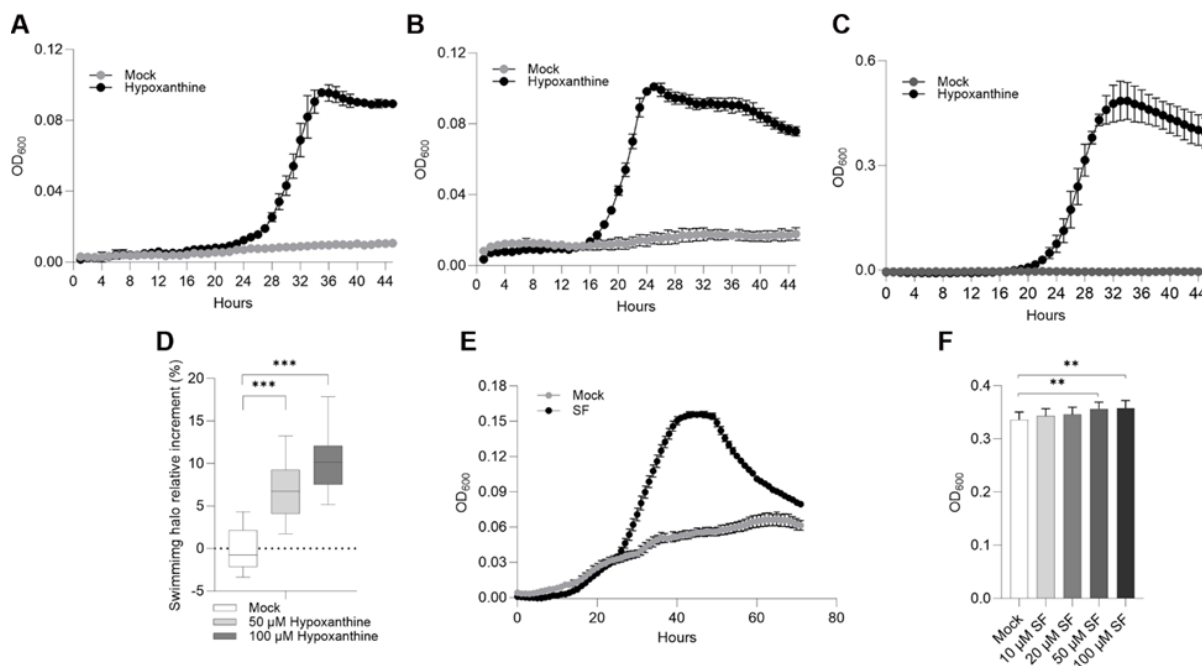 A
0.12
0.08
0.04
0.00
OD600
Mock
Hypoxanthine
0 4 8 12 16 20 24 28 32 36 40 44
Hours
B
0.12
0.08
0.04
0.00
OD600
Mock
Hypoxanthine
0 4 8 12 16 20 24 28 32 36 40 44
Hours
C
0.6
0.3
0.0
OD600
Mock
Hypoxanthine
0 4 8 12 16 20 24 28 32 36 40 44
Hours
D
Swimmimg halo relative increment (%)
20
15
10
5
0
-5
***
***
Mock
50 µM Hypoxanthine
100 µM Hypoxanthine
E
0.18
0.15
0.12
0.09
0.06
0.03
0.00
OD600
Mock
SF
0 20 40 60 80
Hours
F
0.4
0.3
0.2
0.1
0.0
OD600
**
**
Mock
10 µM SF
20 µM SF
50 µM SF
100 µM SF